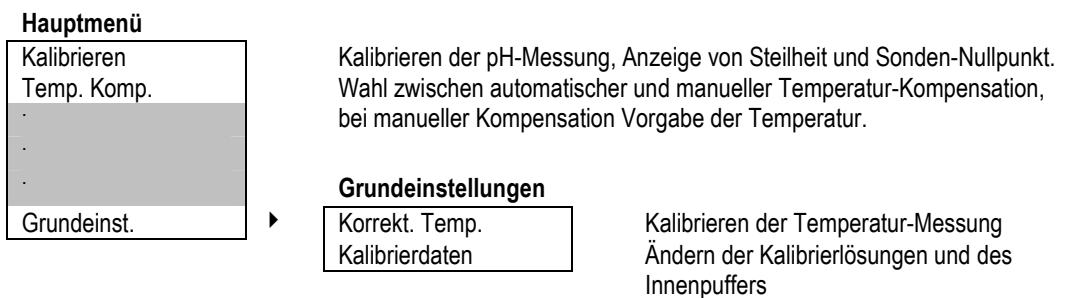 Hauptmenü
Kalibrieren Kalibrieren der pH-Messung, Anzeige von Steilheit und Sonden-Nullpunkt.
Temp. Komp. Wahl zwischen automatischer und manueller Temperatur-Kompensation,
. bei manueller Kompensation Vorgabe der Temperatur.
.
.
Grundeinstellungen
Grundeinst. Korrekt. Temp. Kalibrieren der Temperatur-Messung
Kalibrierdaten Ändern der Kalibrierlösungen und des
Innenpuffers